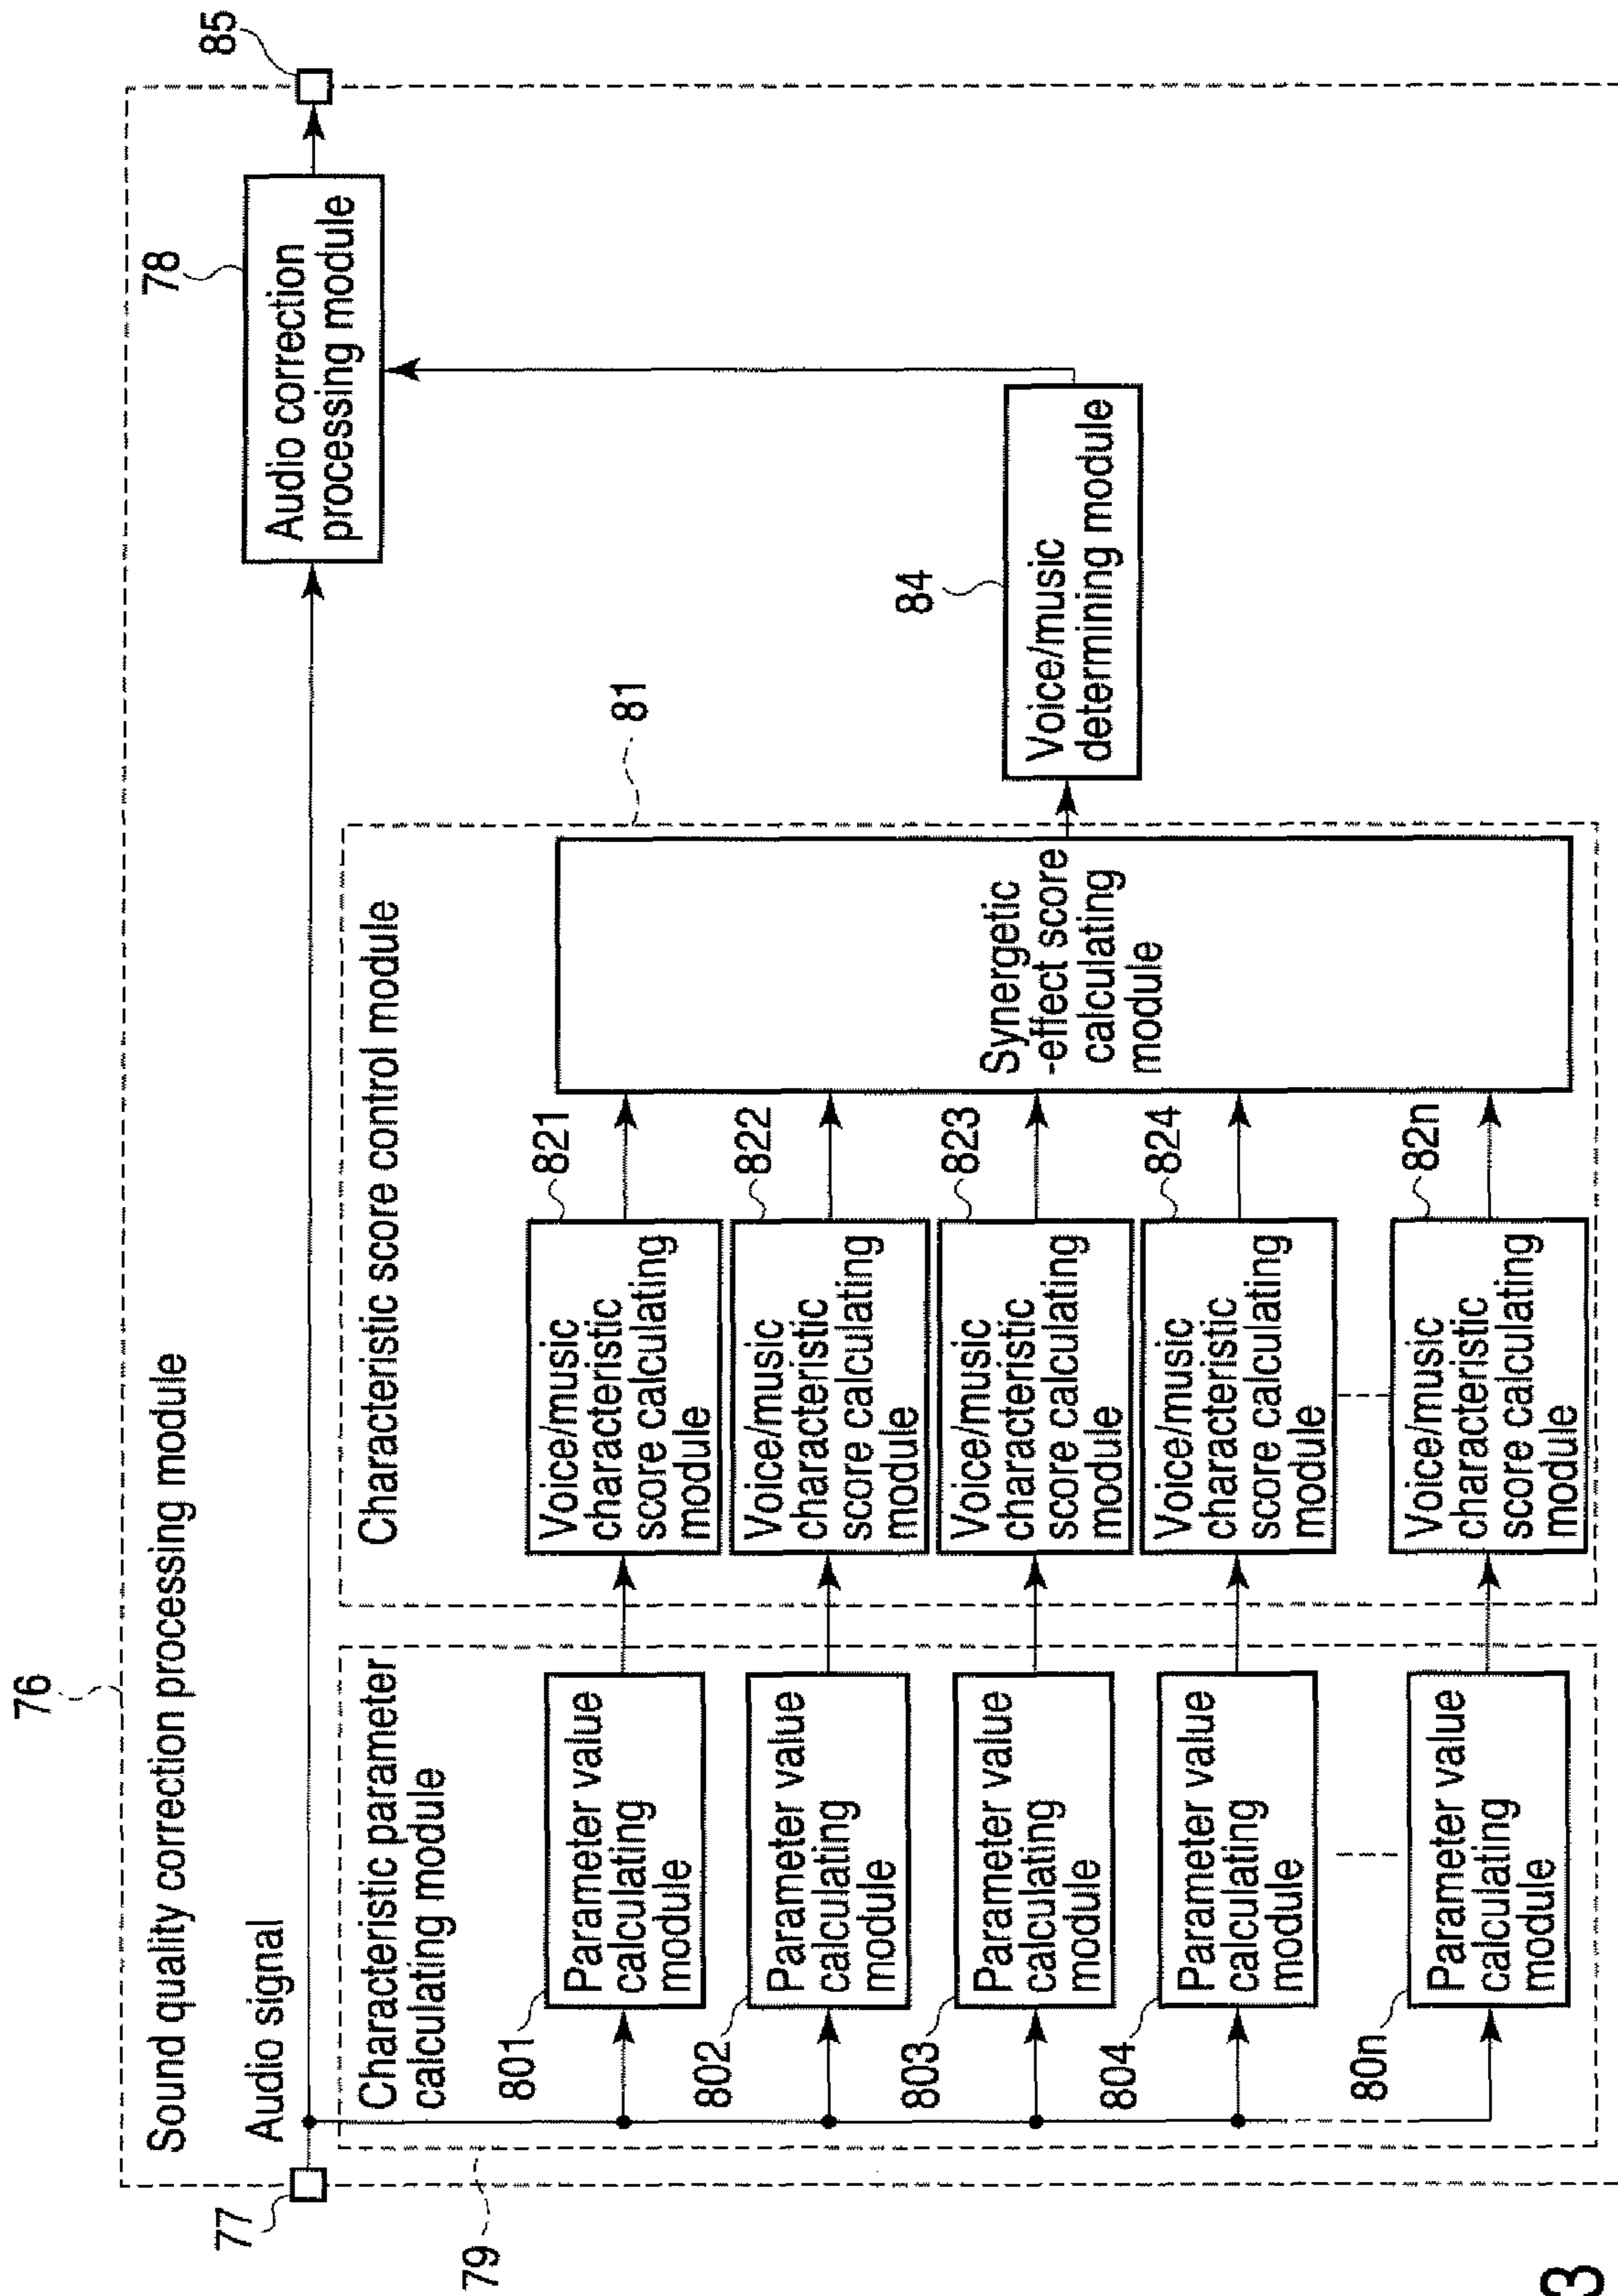 76
Sound quality correction processing module
77
Audio signal
78
Audio correction
processing module
85
79
Characteristic parameter
calculating module
Characteristic score control module
81
801
Parameter value
calculating
module
821
Voice/music
characteristic
score calculating
module
802
Parameter value
calculating
module
822
Voice/music
characteristic
score calculating
module
803
Parameter value
calculating
module
823
Voice/music
characteristic
score calculating
module
804
Parameter value
calculating
module
824
Voice/music
characteristic
score calculating
module
80n
Parameter value
calculating
module
82n
Voice/music
characteristic
score calculating
module
Synergetic
-effect score
calculating
module
84
Voice/music
determining module
3